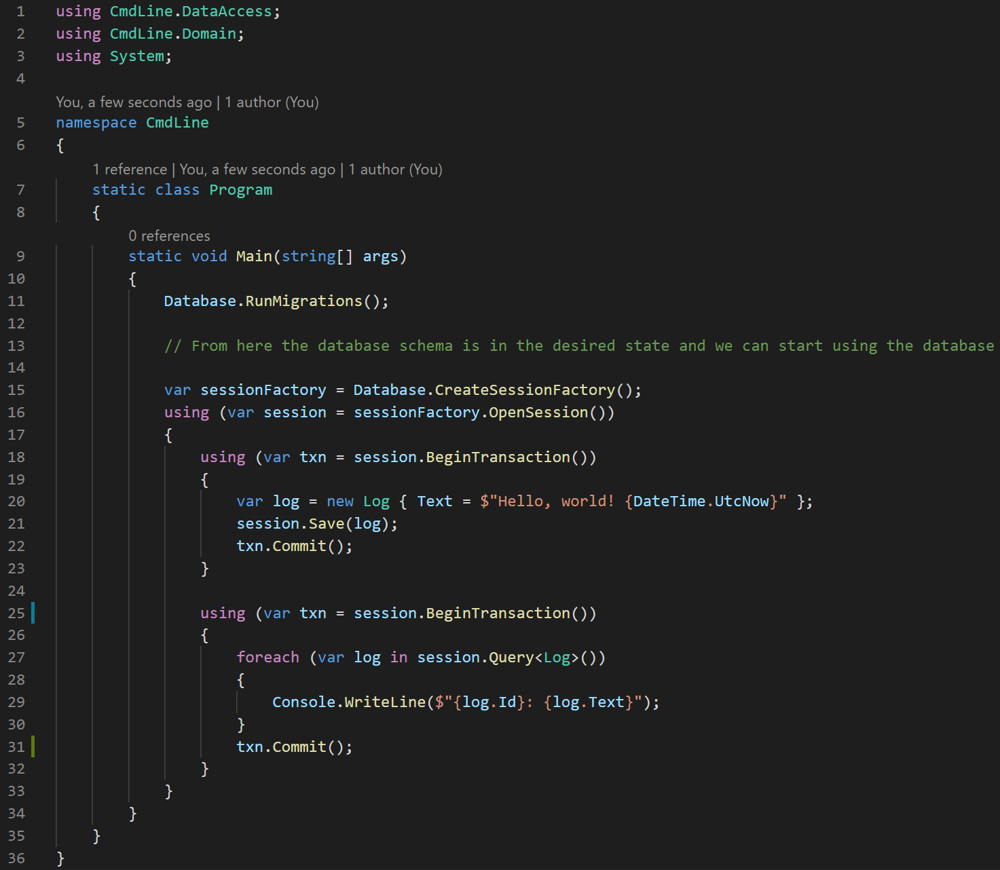 1 using CmdLine.DataAccess;
2 using CmdLine.Domain;
3 using System;
4
You, a few seconds ago | 1 author (You)
5 namespace CmdLine
6 {
1 reference | You, a few seconds ago | 1 author (You)
7 static class Program
8 {
0 references
9 static void Main(string[] args)
10 {
11 Database.RunMigrations();
12
13 // From here the database schema is in the desired state and we can start using the database
14
15 var sessionFactory = Database.CreateSessionFactory();
16 using (var session = sessionFactory.OpenSession())
17 {
18 using (var txn = session.BeginTransaction())
19 {
20 var log = new Log { Text = $"Hello, world! {DateTime.UtcNow}" };
21 session.Save(log);
22 txn.Commit();
23 }
24
25 using (var txn = session.BeginTransaction())
26 {
27 foreach (var log in session.Query<Log>())
28 {
29 Console.WriteLine($"{log.Id}: {log.Text}");
30 }
31 txn.Commit();
32 }
33 }
34 }
35 }
36 }